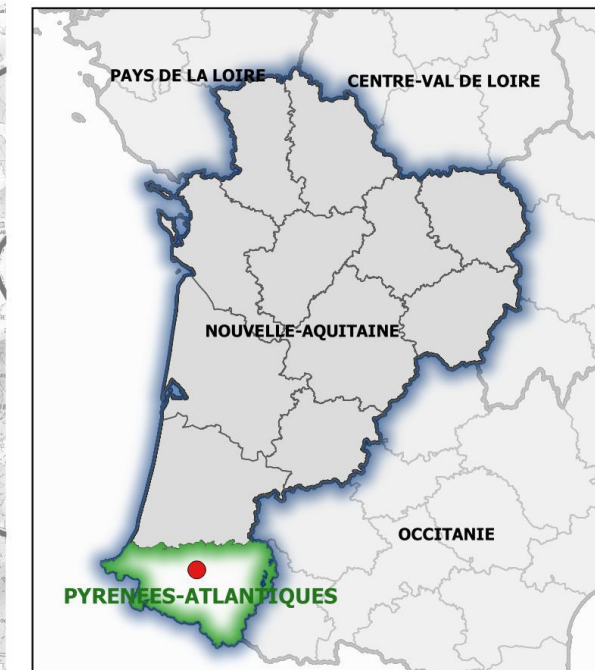 PAYS DE LA LOIRE
CENTRE-VAL DE LOIRE
NOUVELLE-AQUITAINE
OCCITANIE
PYRENEES-ATLANTIQUES